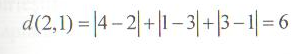 d(2,1) = |4 − 2| + |1 − 3| + |3 − 1| = 6